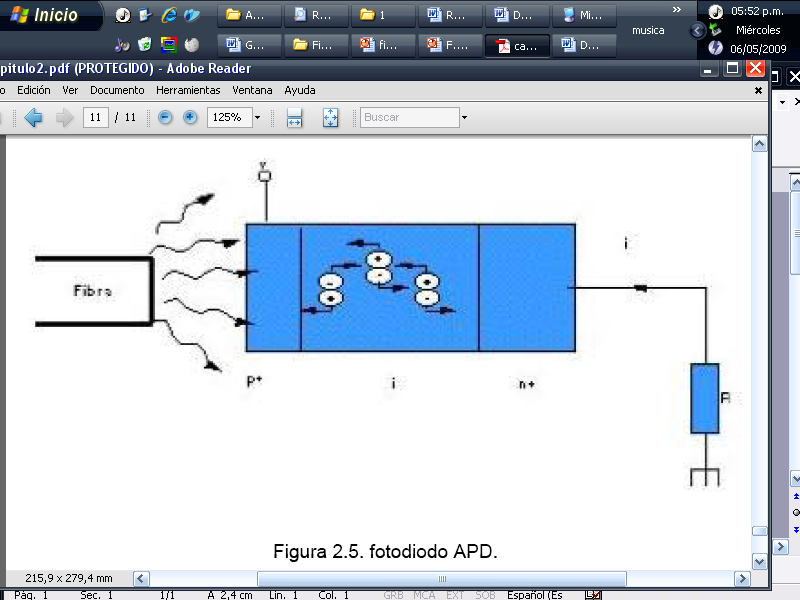 Inicio
A...
R...
1
R...
D...
Mi...
G...
Fi...
fi...
F...
ca...
D...
musica
»
05:52 p.m.
Miércoles
06/05/2009
pitulo2.pdf (PROTEGIDO) - Adobe Reader
o Edición Ver Documento Herramientas Ventana Ayuda
11 / 11 125% Buscar
v
Fibra
i
P+ i n+
R
Figura 2.5. fotodiodo APD.
215,9 x 279,4 mm
Pág. 1 Sec. 1 1/1 A 2,4 cm Lín. 1 Col. 1 GRB MCA EXT SOB Español (Es